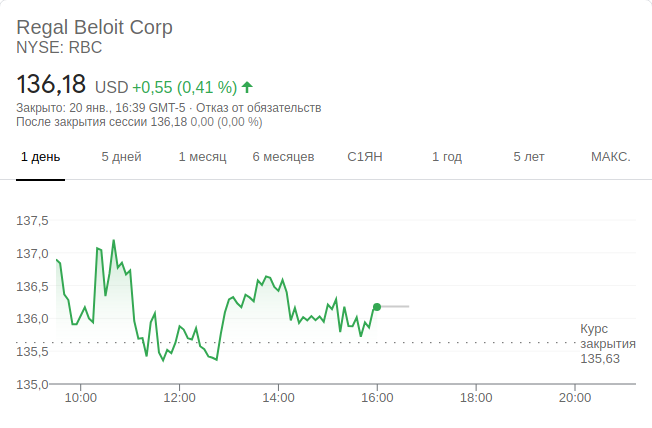 Regal Beloit Corp
NYSE: RBC
136,18 USD +0,55 (0,41 %)
Закрыто: 20 янв., 16:39 GMT-5 · Отказ от обязательств
После закрытия сессии 136,18 0,00 (0,00 %)
1 день 5 дней 1 месяц 6 месяцев С1ЯН 1 год 5 лет МАКС.
137,5
137,0
136,5
136,0
135,5
135,0
Курс
закрытия
135,63
10:00 12:00 14:00 16:00 18:00 20:00